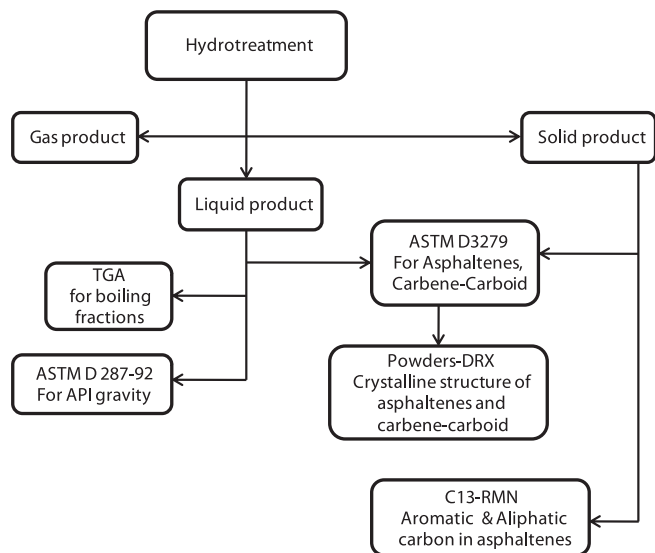 Hydrotreatment
Gas product
Solid product
Liquid product
ASTM D3279
For Asphaltenes,
Carbene-Carboid
TGA
for boiling
fractions
ASTM D 287-92
For API gravity
Powders-DRX
Crystalline structure of
asphaltenes and
carbene-carboid
C13-RMN
Aromatic & Aliphatic
carbon in asphaltenes